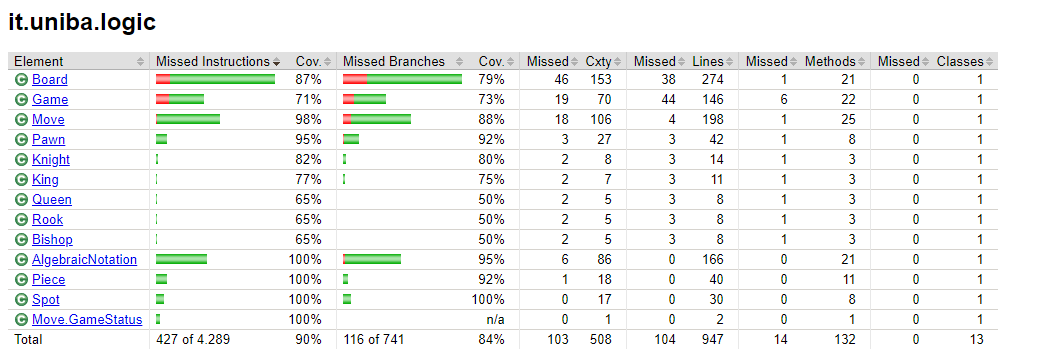 it.uniba.logic
Element Missed Instructions Cov. Missed Branches Cov. Missed Cxty Missed Lines Missed Methods Missed Classes
C Board 87% 79% 46 153 38 274 1 21 0 1
C Game 71% 73% 19 70 44 146 6 22 0 1
C Move 98% 88% 18 106 4 198 1 25 0 1
C Pawn 95% 92% 3 27 3 42 1 8 0 1
C Knight 82% 80% 2 8 3 14 1 3 0 1
C King 77% 75% 2 7 3 11 1 3 0 1
C Queen 65% 50% 2 5 3 8 1 3 0 1
C Rook 65% 50% 2 5 3 8 1 3 0 1
C Bishop 65% 50% 2 5 3 8 1 3 0 1
C AlgebraicNotation 100% 95% 6 86 0 166 0 21 0 1
C Piece 100% 92% 1 18 0 40 0 11 0 1
C Spot 100% 100% 0 17 0 30 0 8 0 1
C Move.GameStatus 100% n/a 0 1 0 2 0 1 0 1
Total 427 of 4.289 90% 116 of 741 84% 103 508 104 947 14 132 0 13